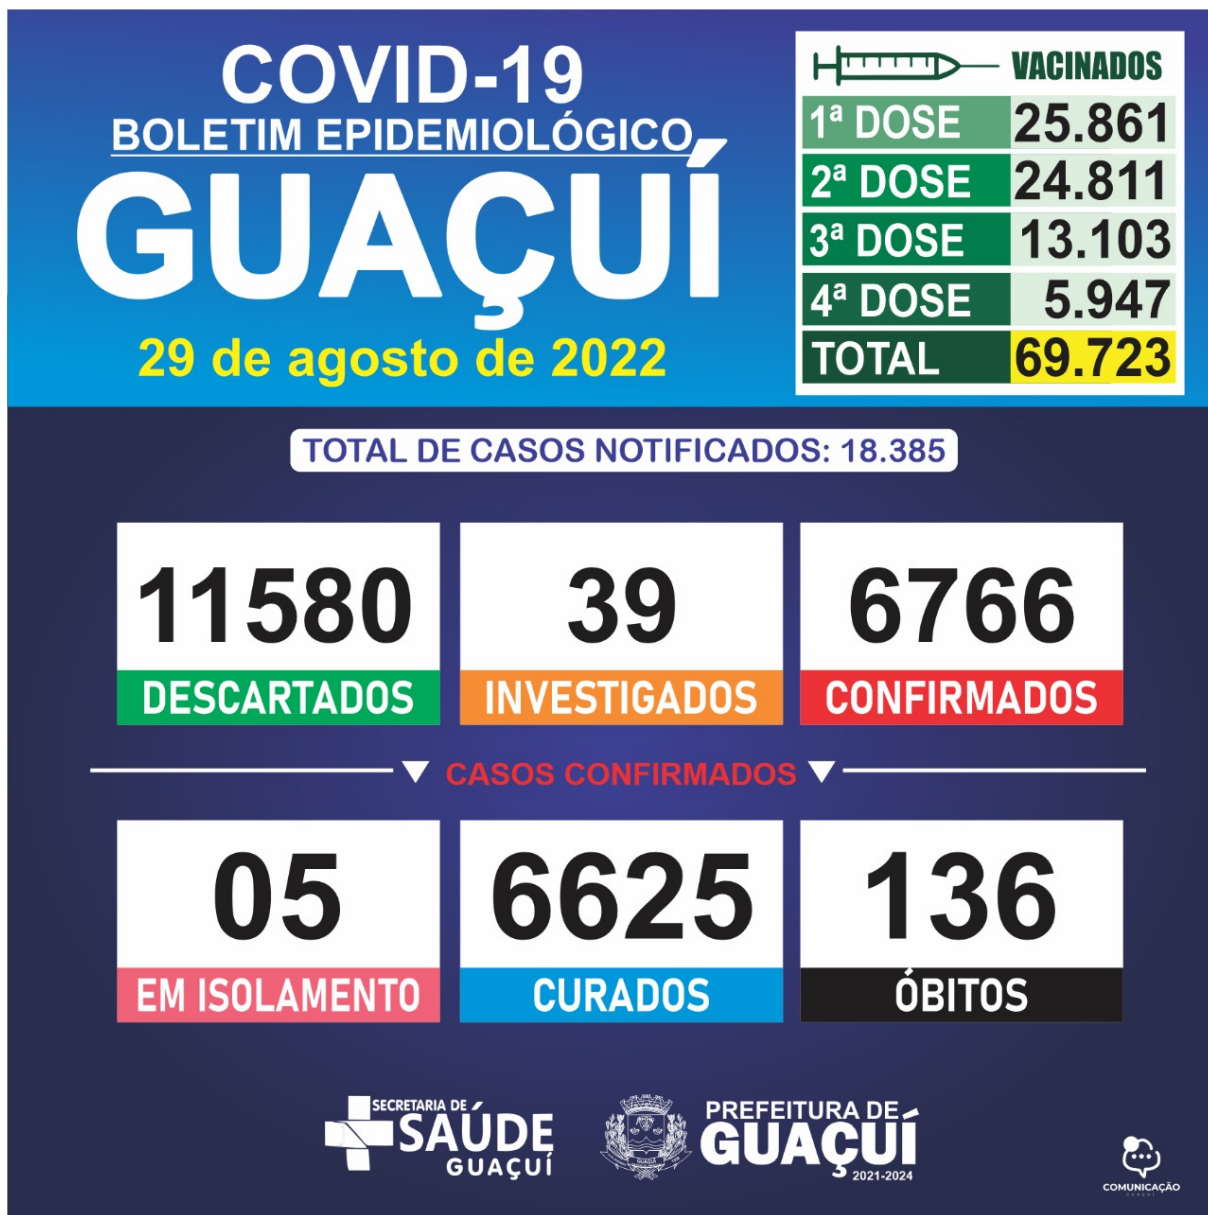 COVID-19
BOLETIM EPIDEMIOLÓGICO
GUAÇUÍ
29 de agosto de 2022
VACINADOS
1ª DOSE 25.861
2ª DOSE 24.811
3ª DOSE 13.103
4ª DOSE 5.947
TOTAL 69.723
TOTAL DE CASOS NOTIFICADOS: 18.385
11580
DESCARTADOS
39
INVESTIGADOS
6766
CONFIRMADOS
CASOS CONFIRMADOS
05
EM ISOLAMENTO
6625
CURADOS
136
ÓBITOS
SECRETARIA DE
SAÚDE
GUAÇUÍ
PREFEITURA DE
GUAÇUÍ
2021-2024
COMUNICAÇÃO